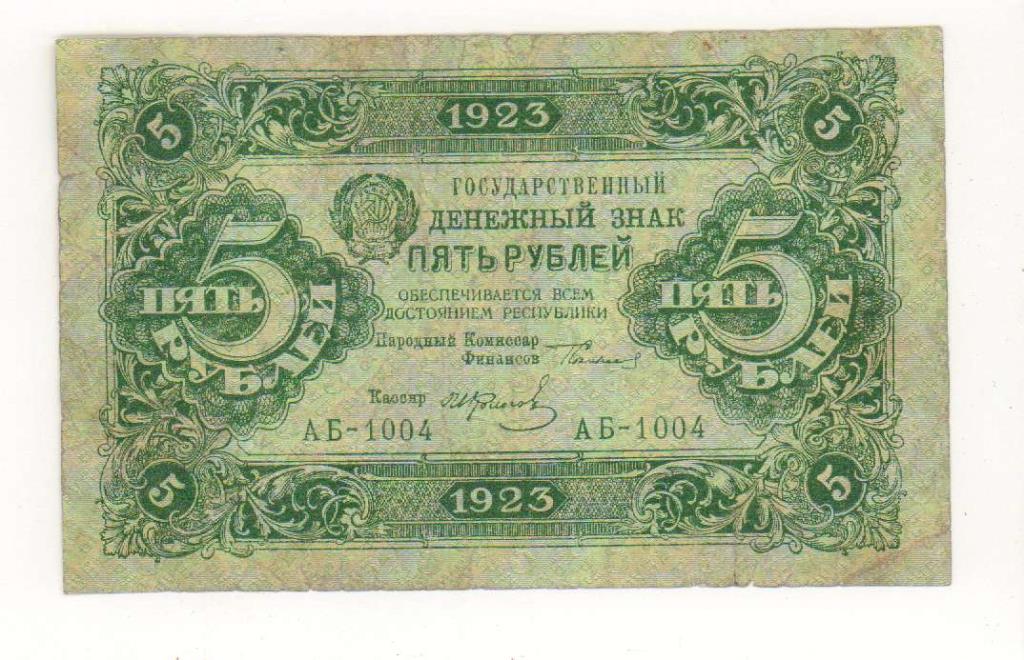 5 1923 5
ГОСУДАРСТВЕННЫЙ
ДЕНЕЖНЫЙ ЗНАК
ПЯТЬ РУБЛЕЙ
ОБЕСПЕЧИВАЕТСЯ ВСЕМ
ДОСТОЯНИЕМ РЕСПУБЛИКИ
Народный Комиссар
Финансов
Кассир
5
ПЯТЬ
РУБЛЕЙ
5
ПЯТЬ
РУБЛЕЙ
АБ-1004 АБ-1004
5 1923 5